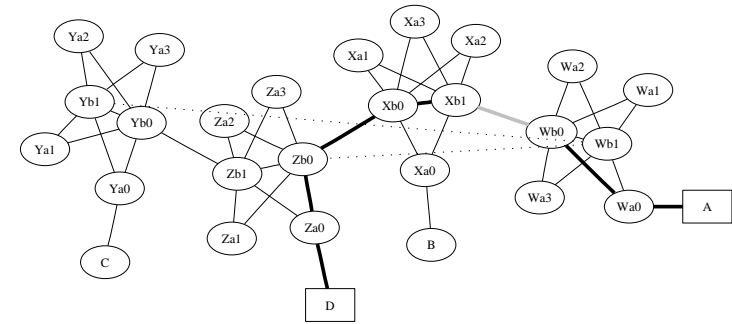 Ya2
Ya3
Yb1
Yb0
Ya1
Ya0
C
Za3
Za2
Zb0
Zb1
Za1
Za0
D
Xa3
Xa1
Xa2
Xb0
Xb1
Xa0
B
Wa2
Wa1
Wb0
Wb1
Wa3
Wa0
A